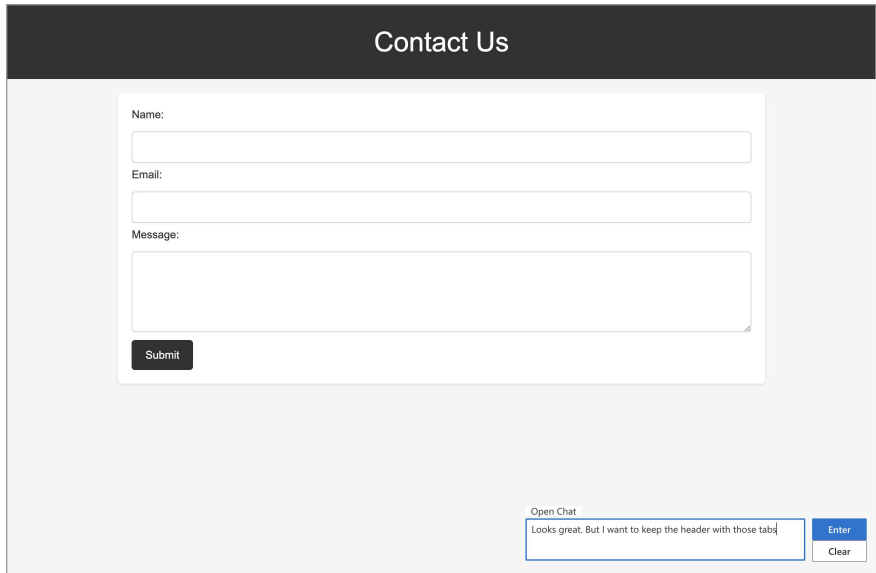 Contact Us
Name:
Email:
Message:
Submit
Open Chat
Looks great. But I want to keep the header with those tabs
Enter
Clear